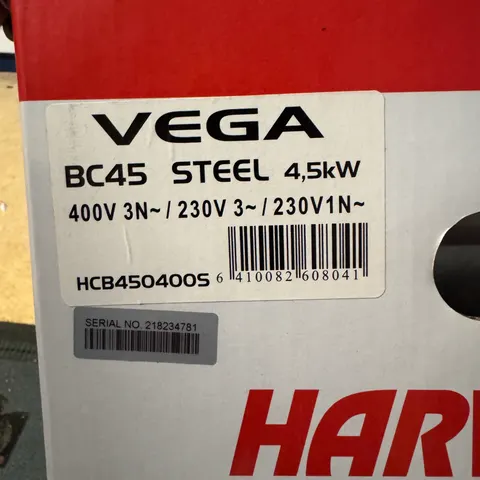 VEGA
BC45 STEEL 4,5kW
400V 3N~ / 230V 3~ / 230V1N~
HCB450400S 6 410082 608041
SERIAL NO. 218234781
HAR